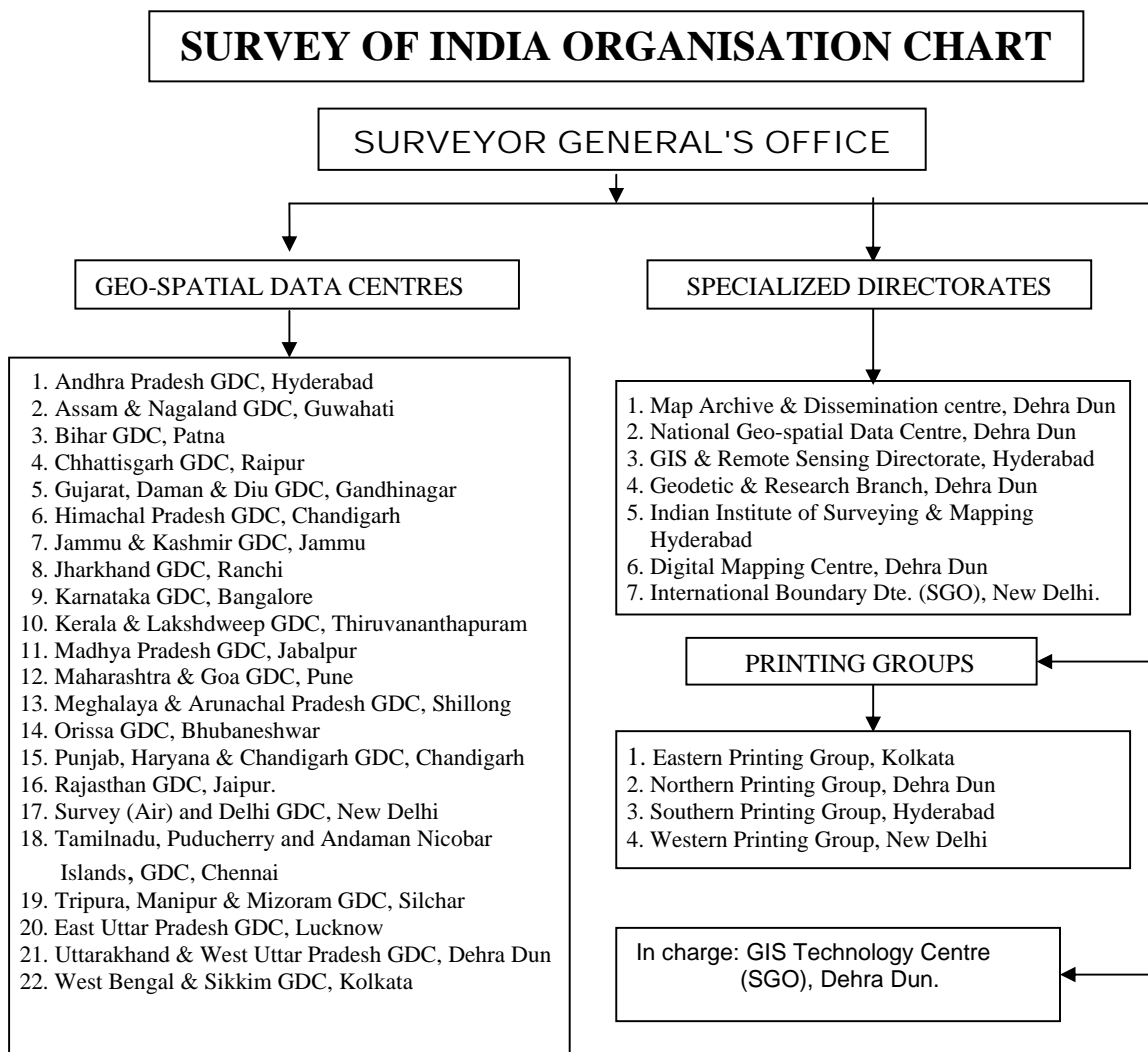 SURVEY OF INDIA ORGANISATION CHART
SURVEYOR GENERAL'S OFFICE
GEO-SPATIAL DATA CENTRES
1. Andhra Pradesh GDC, Hyderabad
2. Assam & Nagaland GDC, Guwahati
3. Bihar GDC, Patna
4. Chhattisgarh GDC, Raipur
5. Gujarat, Daman & Diu GDC, Gandhinagar
6. Himachal Pradesh GDC, Chandigarh
7. Jammu & Kashmir GDC, Jammu
8. Jharkhand GDC, Ranchi
9. Karnataka GDC, Bangalore
10. Kerala & Lakshdweep GDC, Thiruvananthapuram
11. Madhya Pradesh GDC, Jabalpur
12. Maharashtra & Goa GDC, Pune
13. Meghalaya & Arunachal Pradesh GDC, Shillong
14. Orissa GDC, Bhubaneshwar
15. Punjab, Haryana & Chandigarh GDC, Chandigarh
16. Rajasthan GDC, Jaipur.
17. Survey (Air) and Delhi GDC, New Delhi
18. Tamilnadu, Puducherry and Andaman Nicobar
Islands, GDC, Chennai
19. Tripura, Manipur & Mizoram GDC, Silchar
20. East Uttar Pradesh GDC, Lucknow
21. Uttarakhand & West Uttar Pradesh GDC, Dehra Dun
22. West Bengal & Sikkim GDC, Kolkata
SPECIALIZED DIRECTORATES
1. Map Archive & Dissemination centre, Dehra Dun
2. National Geo-spatial Data Centre, Dehra Dun
3. GIS & Remote Sensing Directorate, Hyderabad
4. Geodetic & Research Branch, Dehra Dun
5. Indian Institute of Surveying & Mapping
Hyderabad
6. Digital Mapping Centre, Dehra Dun
7. International Boundary Dte. (SGO), New Delhi.
PRINTING GROUPS
1. Eastern Printing Group, Kolkata
2. Northern Printing Group, Dehra Dun
3. Southern Printing Group, Hyderabad
4. Western Printing Group, New Delhi
In charge: GIS Technology Centre
(SGO), Dehra Dun.